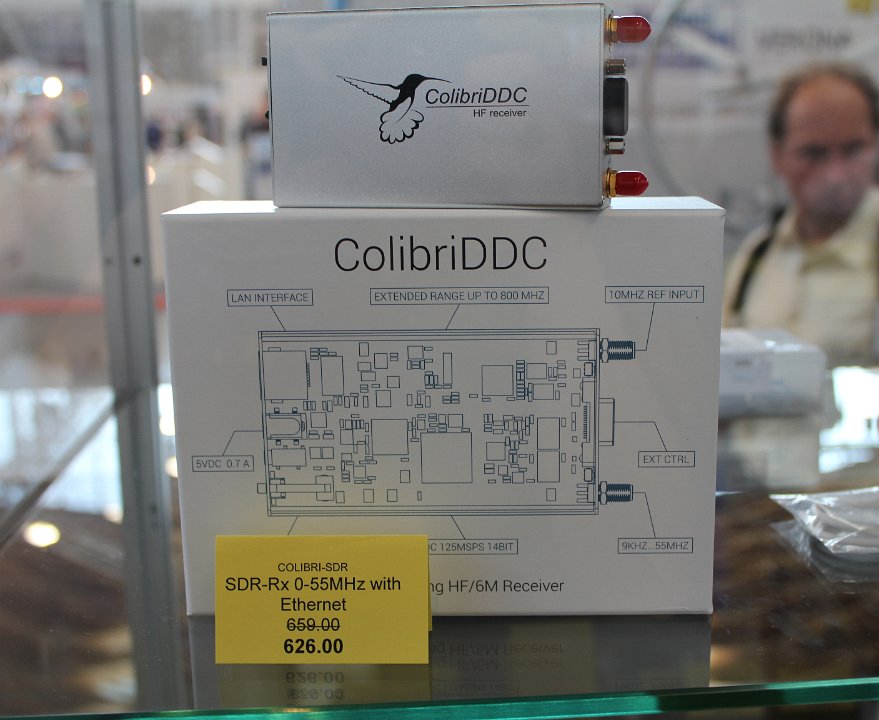 ColibriDDC
HF receiver
ColibriDDC
LAN INTERFACE
EXTENDED RANGE UP TO 800 MHZ
10MHZ REF INPUT
5VDC 0.7 A
EXT CTRL
125MSPS 14BIT
9KHZ...55MHZ
HF/6M Receiver
COLIBRI-SDR
SDR-Rx 0-55MHz with
Ethernet
659.00
626.00